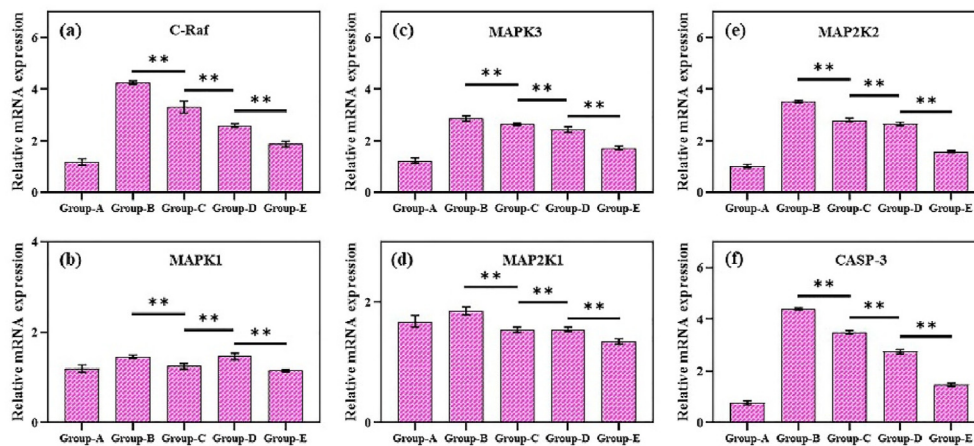 (a)
C-Raf
Relative mRNA expression
6
4
2
0
**
**
**
Group-A Group-B Group-C Group-D Group-E
(c)
MAPK3
Relative mRNA expression
6
4
2
0
**
**
**
Group-A Group-B Group-C Group-D Group-E
(e)
MAP2K2
Relative mRNA expression
6
4
2
0
**
**
**
Group-A Group-B Group-C Group-D Group-E
(b)
MAPK1
Relative mRNA expression
4
2
0
**
**
**
Group-A Group-B Group-C Group-D Group-E
(d)
MAP2K1
Relative mRNA expression
2
0
**
**
**
Group-A Group-B Group-C Group-D Group-E
(f)
CASP-3
Relative mRNA expression
6
4
2
0
**
**
**
Group-A Group-B Group-C Group-D Group-E